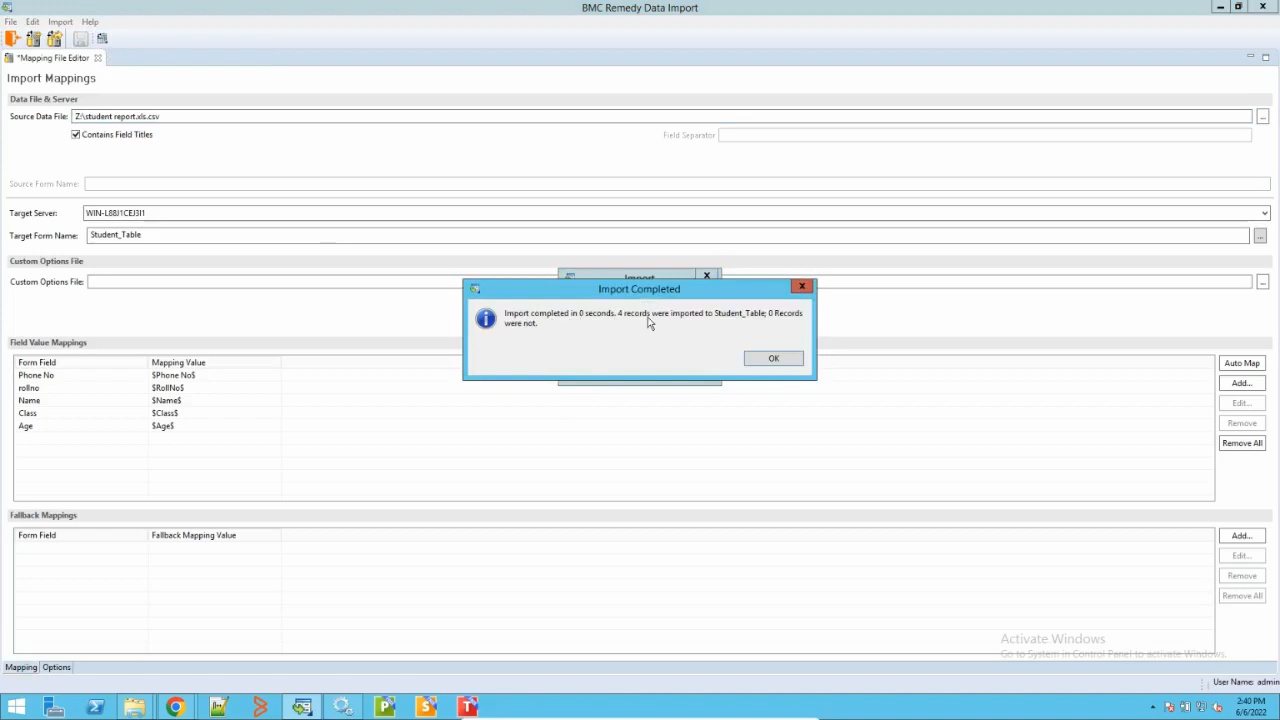 BMC Remedy Data Import
File Edit Import Help
*Mapping File Editor
Import Mappings
Data File & Server
Source Data File: Z:\student report.xls.csv ...
Contains Field Titles Field Separator
Source Form Name:
Target Server: WIN-L88J1CEJ3I1
Target Form Name: Student_Table ...
Custom Options File
Custom Options File: ...
Import
Import Completed
Import completed in 0 seconds. 4 records were imported to Student_Table; 0 Records
were not.
OK
Field Value Mappings
Form Field Mapping Value Auto Map
Phone No $Phone No$
Add...
rollno $RollNo$
Name $Name$ Edit...
Class $Class$
Remove
Age $Age$
Remove All
Fallback Mappings
Form Field Fallback Mapping Value Add...
Edit...
Remove
Remove All
Activate Windows
Go to System in Control Panel to activate Windows.
Mapping Options
User Name: admin
P S T
2:40 PM
6/6/2022